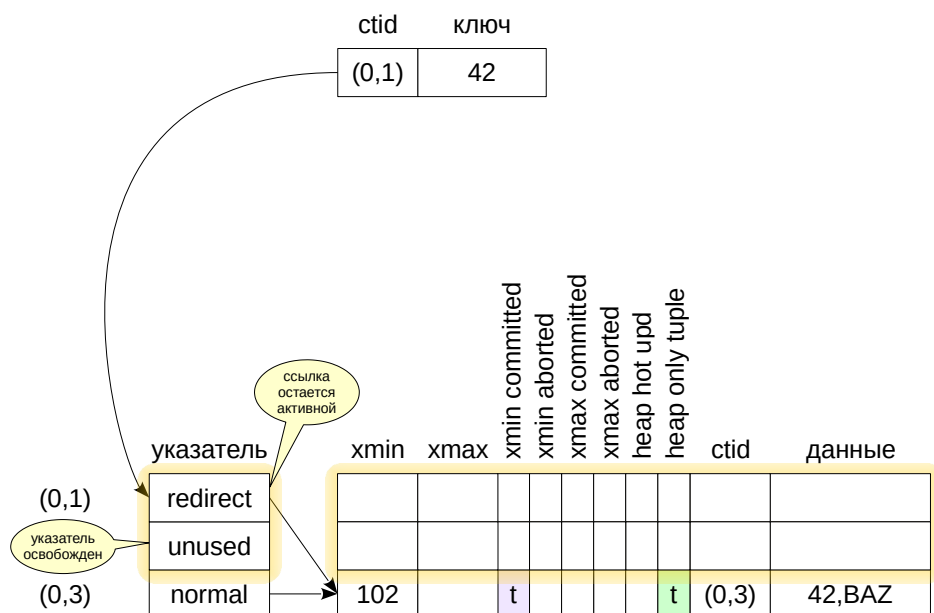 ctid ключ
(0,1) 42
ссылка
остается
активной
xmin committed
xmin aborted
xmax committed
xmax aborted
heap hot upd
heap only tuple
указатель xmin xmax ctid данные
(0,1) redirect
указатель
освобожден
unused
(0,3) normal 102 t t (0,3) 42,BAZ